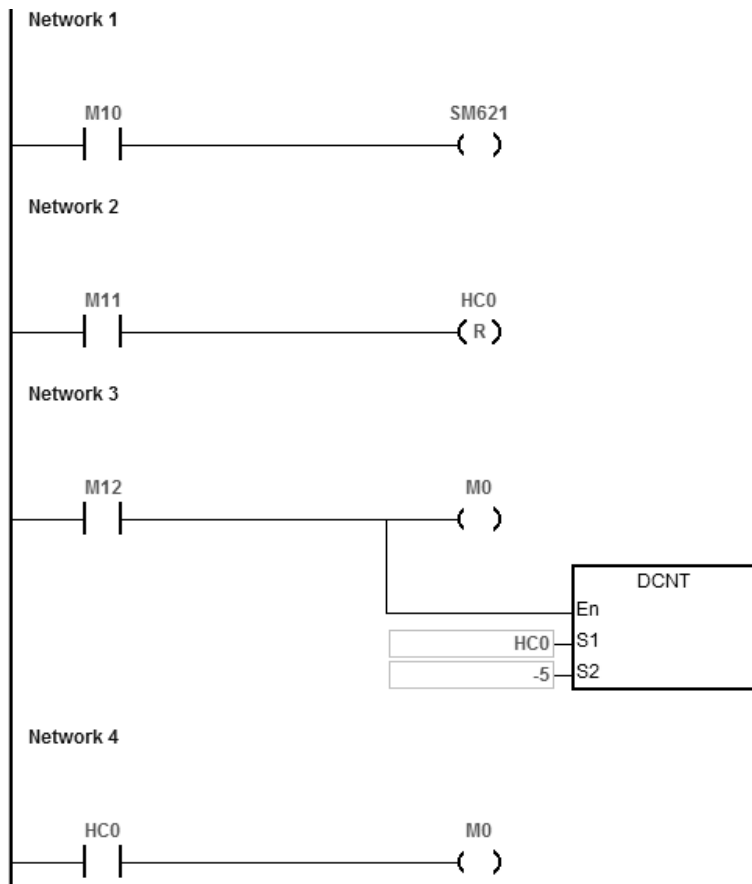 Network 1
M10 SM621
Network 2
M11 HC0
R
Network 3
M12 M0
DCNT
En
HC0 S1
-5 S2
Network 4
HC0 M0